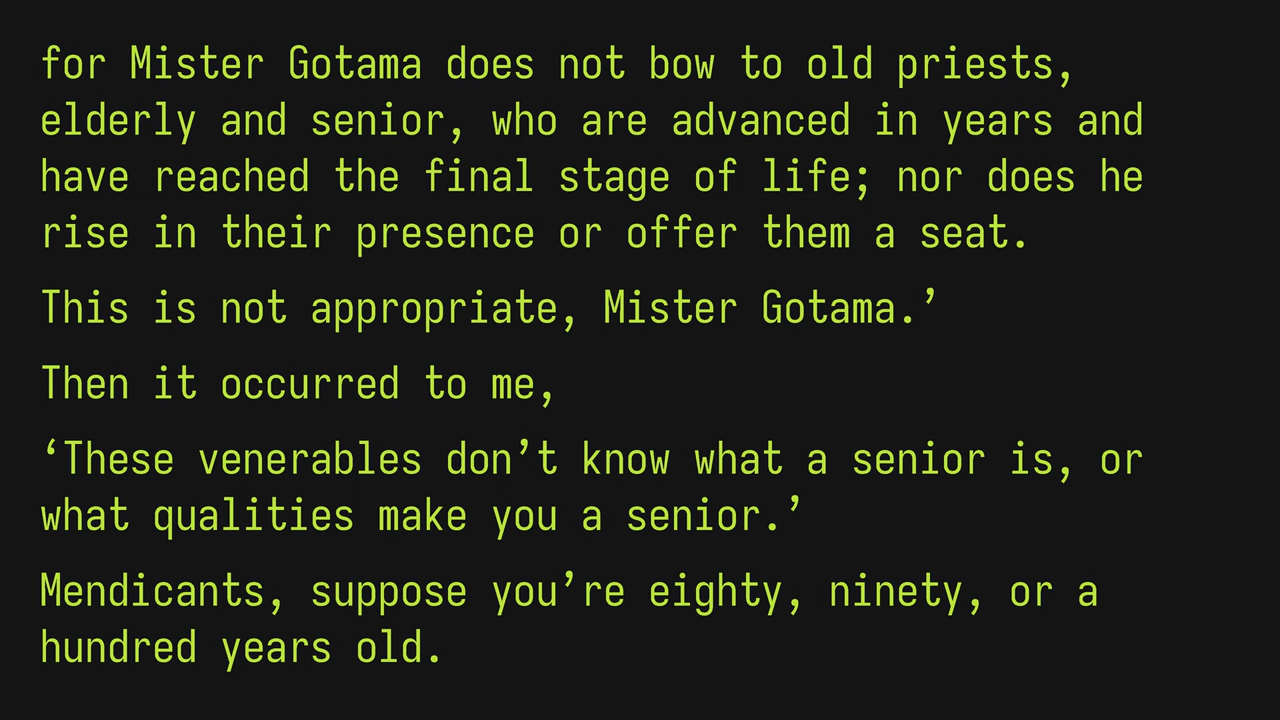 for Mister Gotama does not bow to old priests,
elderly and senior, who are advanced in years and
have reached the final stage of life; nor does he
rise in their presence or offer them a seat.
This is not appropriate, Mister Gotama.’
Then it occurred to me,
‘These venerables don’t know what a senior is, or
what qualities make you a senior.’
Mendicants, suppose you’re eighty, ninety, or a
hundred years old.